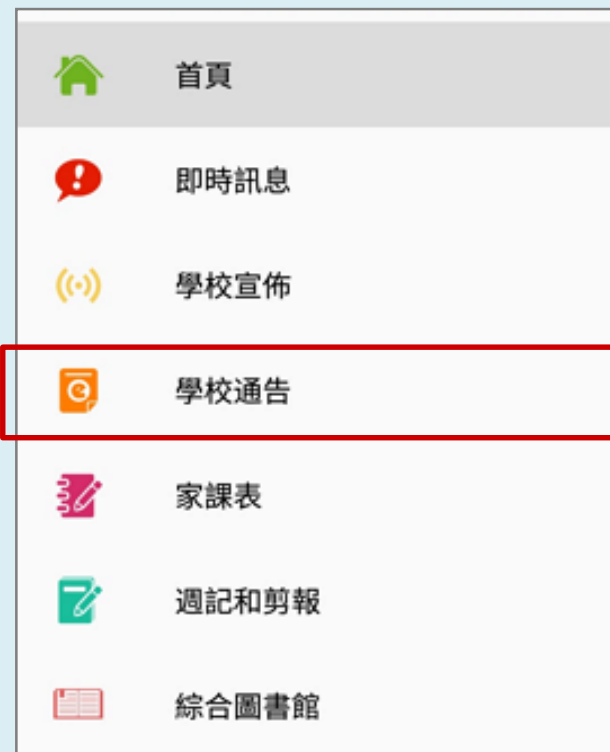 首頁
即時訊息
學校宣佈
學校通告
家課表
週記和剪報
綜合圖書館